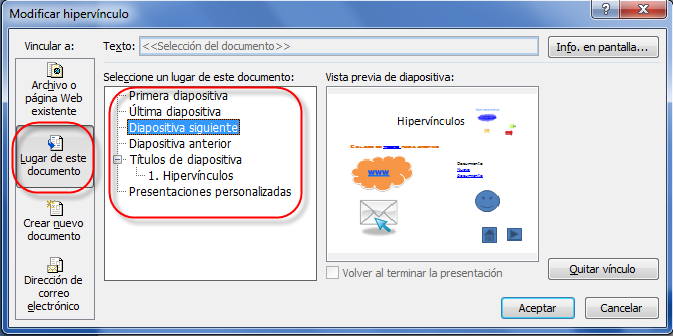 Modificar hipervínculo
Vincular a:
Texto: <<Selección del documento>>
Info. en pantalla...
Archivo o
página Web
existente
Lugar de este
documento
Crear nuevo
documento
Dirección de
correo
electrónico
Seleccione un lugar de este documento:
Primera diapositiva
Última diapositiva
Diapositiva siguiente
Diapositiva anterior
Títulos de diapositiva
1. Hipervínculos
Presentaciones personalizadas
Vista previa de diapositiva:
Hipervínculos
www
Documento
Nuevo
documento
Volver al terminar la presentación
Quitar vínculo
Aceptar
Cancelar